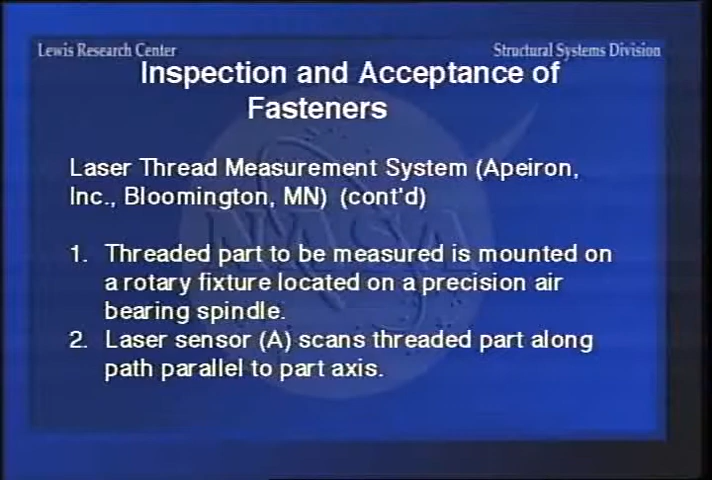 Lewis Research Center
Structural Systems Division
Inspection and Acceptance of
Fasteners
Laser Thread Measurement System (Apeiron,
Inc., Bloomington, MN) (cont'd)
1. Threaded part to be measured is mounted on
a rotary fixture located on a precision air
bearing spindle.
2. Laser sensor (A) scans threaded part along
path parallel to part axis.
NASA